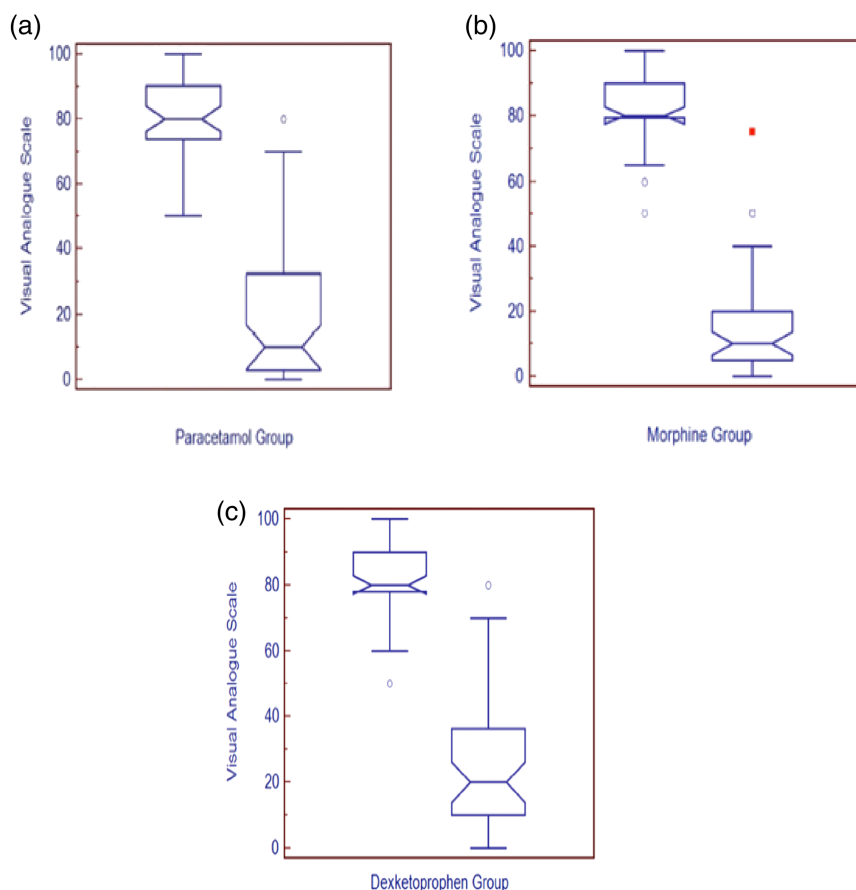 (a)
Visual Analogue Scale
100
80
60
40
20
0
Paracetamol Group
(b)
Visual Analogue Scale
100
80
60
40
20
0
Morphine Group
(c)
Visual Analogue Scale
100
80
60
40
20
0
Dexketoprophen Group